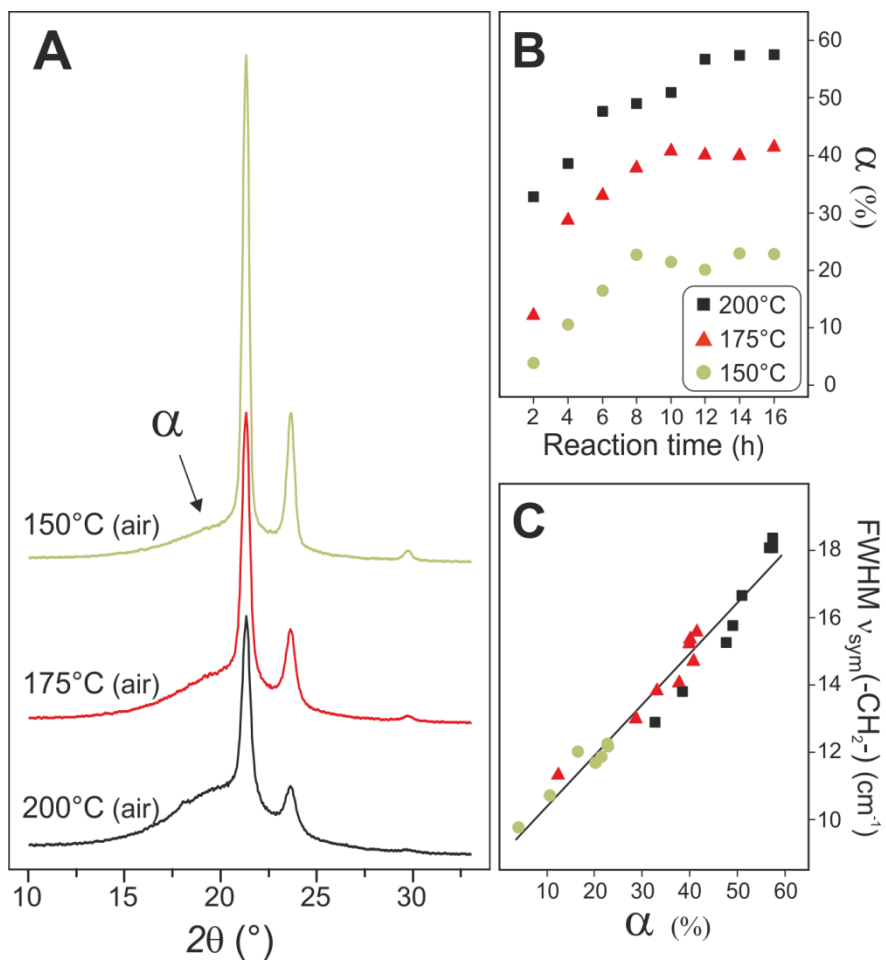 A
α
150°C (air)
175°C (air)
200°C (air)
10 15 20 25 30
2θ (°)
B
60
50
40
30
20
10
0
α (%)
200°C
175°C
150°C
2 4 6 8 10 12 14 16
Reaction time (h)
C
18
16
14
12
10
FWHM νsym(-CH2-) (cm-1)
10 20 30 40 50 60
α (%)